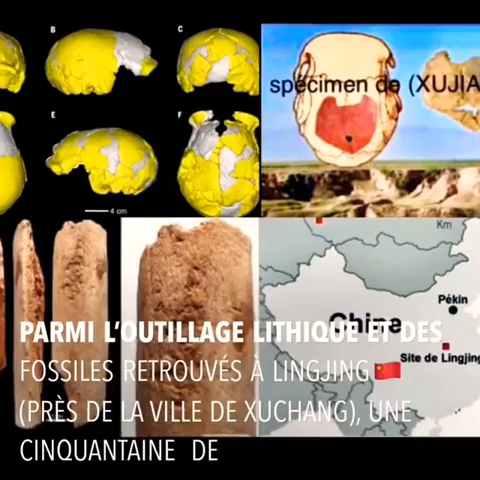 B
C
E
F
4 cm
spécimen de (XUJIA
Km
Chine
Pékin
Site de Lingjing
PARMI L'OUTILLAGE LITHIQUE ET DES
FOSSILES RETROUVÉS À LINGJING 🇨🇳
(PRÈS DE LA VILLE DE XUCHANG), UNE
CINQUANTAINE DE